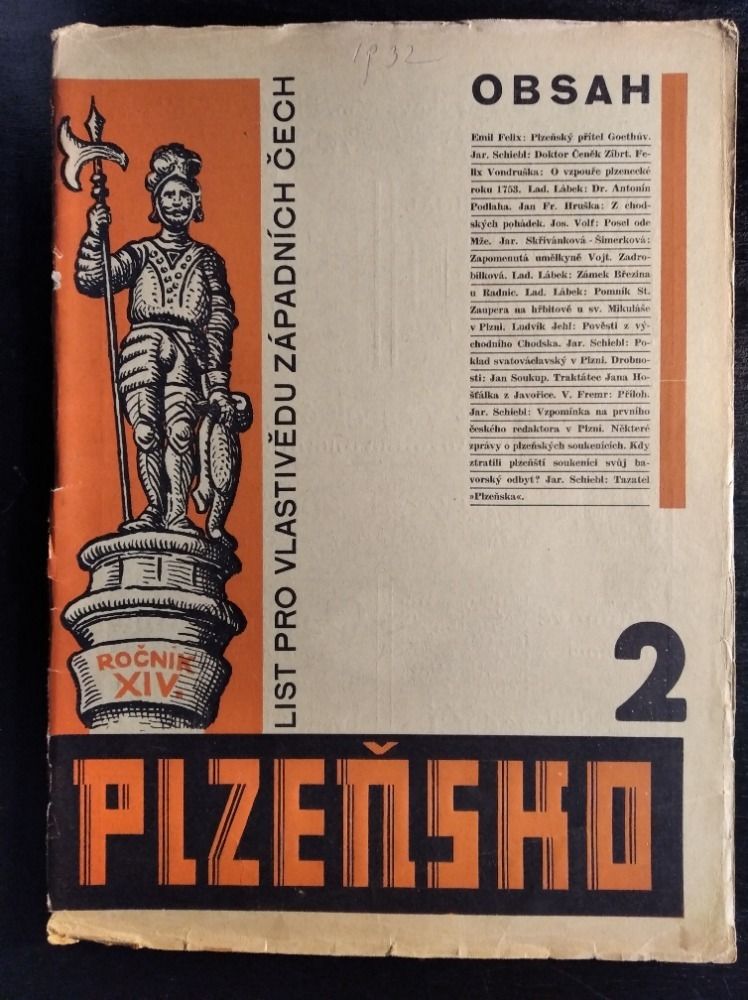 1932
OBSAH
Emil Felix: Plzeňský přítel Goethův.
Jar. Schiebl: Doktor Čeněk Zíbrt. Fe-
lix Vondruška: O vzpouře plzenecké
roku 1753. Lad. Lábek: Dr. Antonín
Podlaha. Jan Fr. Hruška: Z chod-
ských pohádek. Jos. Volf: Posel ode
Mže. Jar. Skřivánková-Šimerková:
Zapomenutá umělkyně Vojt. Zadro-
bílková. Lad. Lábek: Zámek Březina
u Radnic. Lad. Lábek: Pomník St.
Zaupera na hřbitově u sv. Mikuláše
v Plzni. Ludvík Jehl: Pověsti z vý-
chodního Chodska. Jar. Schiebl: Po-
klad svatováclavský v Plzni. Drobno-
sti: Jan Soukup. Traktátec Jana Ho-
šťálka z Javořice. V. Fremr: Příloh.
Jar. Schiebl: Vzpomínka na prvního
českého redaktora v Plzni. Některé
zprávy o plzeňských soukenících. Kdy
ztratili plzeňští soukeníci svůj ba-
vorský odbyt? Jar. Schiebl: Tazatel
»Plzeňska«.
LIST PRO VLASTIVĚDU ZÁPADNÍCH ČECH
ROČNÍK
XIV.
2
PLZEŇSKO